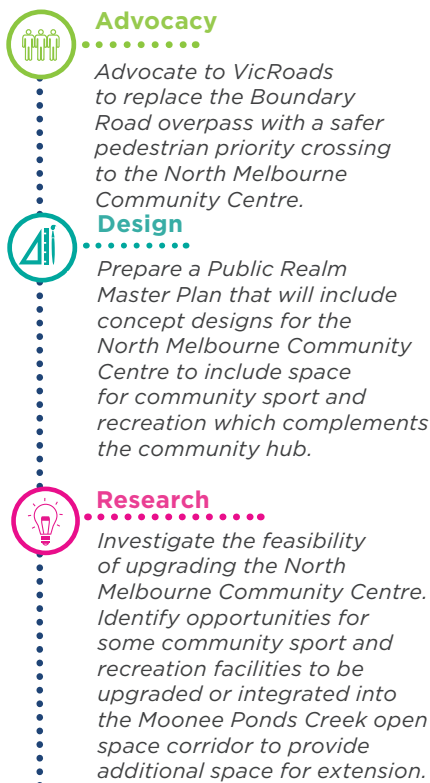 Advocacy
Advocate to VicRoads
to replace the Boundary
Road overpass with a safer
pedestrian priority crossing
to the North Melbourne
Community Centre.
Design
Prepare a Public Realm
Master Plan that will include
concept designs for the
North Melbourne Community
Centre to include space
for community sport and
recreation which complements
the community hub.
Research
Investigate the feasibility
of upgrading the North
Melbourne Community Centre.
Identify opportunities for
some community sport and
recreation facilities to be
upgraded or integrated into
the Moonee Ponds Creek open
space corridor to provide
additional space for extension.